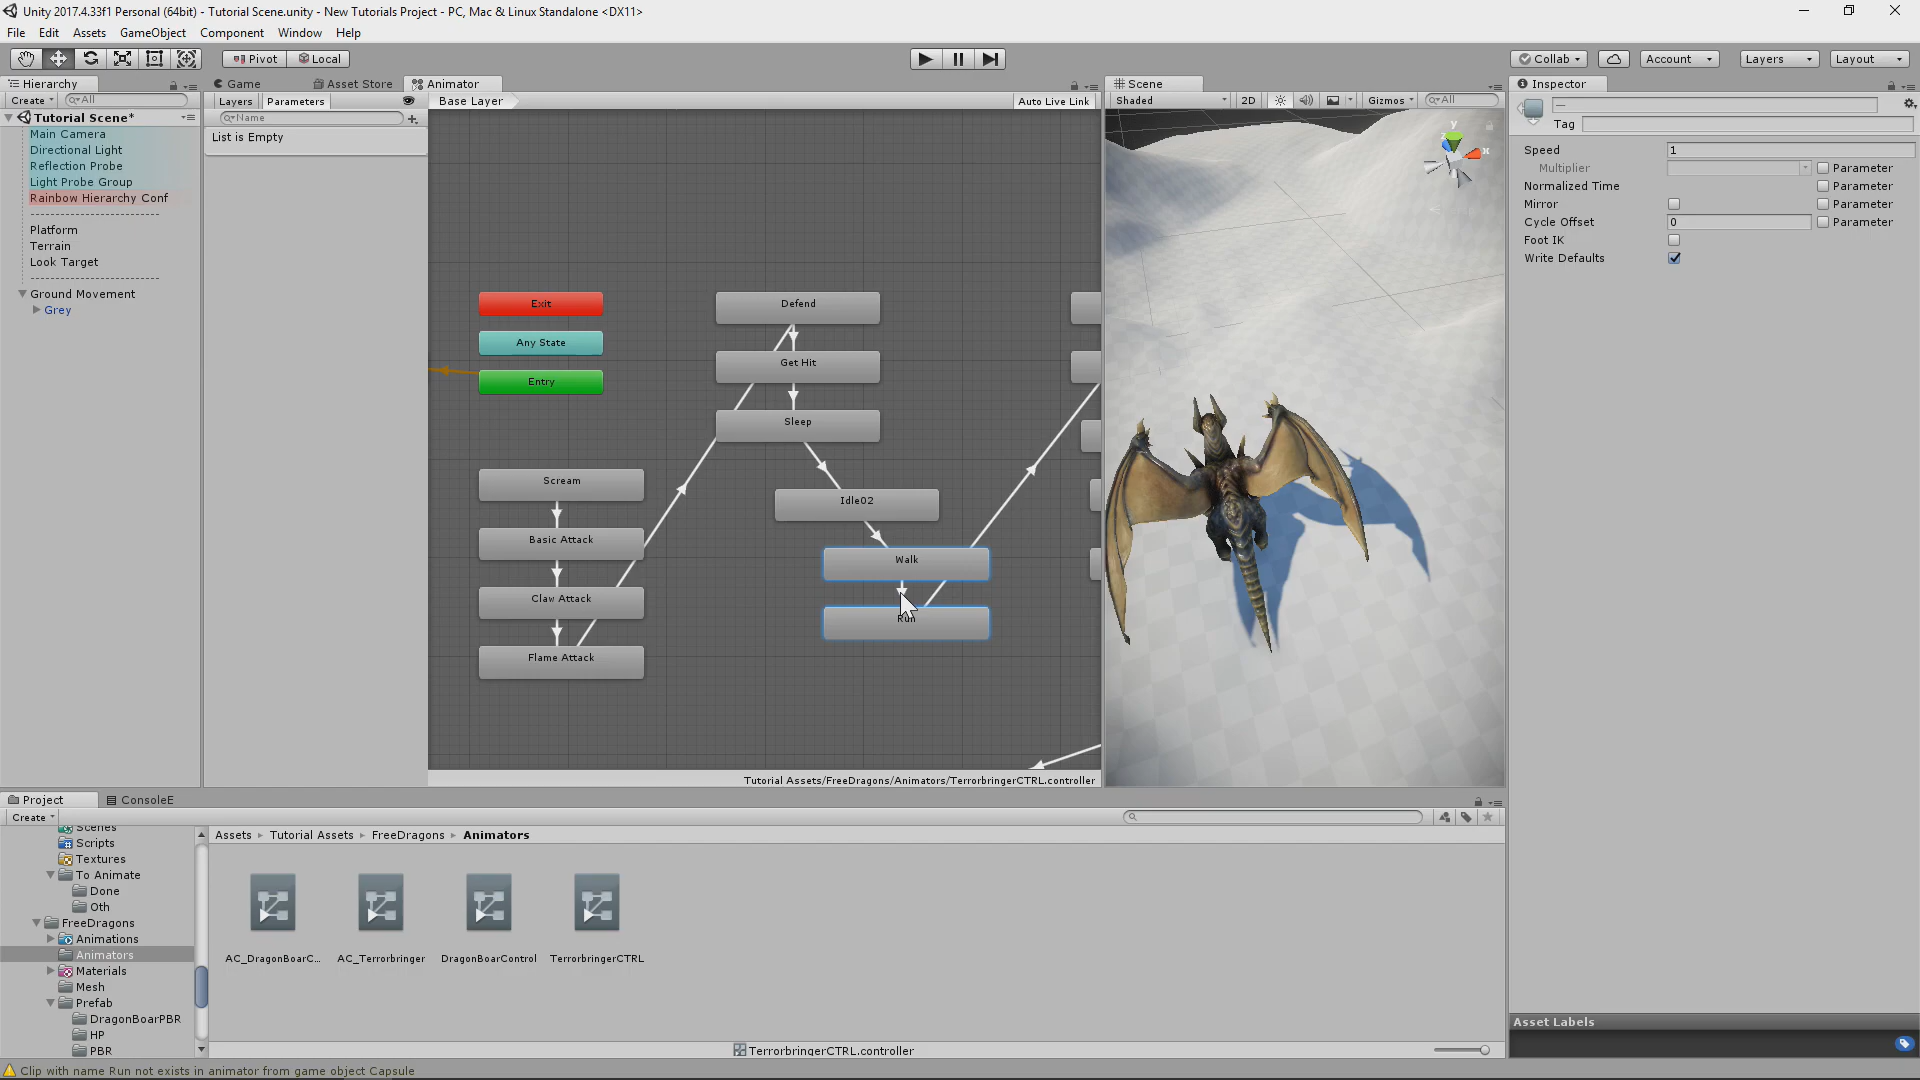 Unity 2017.4.33f1 Personal (64bit) - Tutorial Scene.unity - New Tutorials Project - PC, Mac & Linux Standalone <DX11>
File Edit Assets GameObject Component Window Help
Pivot Local Collab Account Layers Layout
Hierarchy
Create All
Tutorial Scene*
Main Camera
Directional Light
Reflection Probe
Light Probe Group
Rainbow Hierarchy Conf
--------------------------
Platform
Terrain
Look Target
--------------------------
Ground Movement
Grey
Game Asset Store Animator
Layers Parameters Base Layer Auto Live Link
Name
List is Empty
Exit
Any State
Entry
Scream
Basic Attack
Claw Attack
Flame Attack
Defend
Get Hit
Sleep
Idle02
Walk
Run
Tutorial Assets/FreeDragons/Animators/TerrorbringerCTRL.controller
Scene
Shaded 2D Gizmos All
y
x
Inspector
—
Tag
Speed 1
Multiplier Parameter
Normalized Time Parameter
Mirror Parameter
Cycle Offset 0 Parameter
Foot IK
Write Defaults
Asset Labels
Project ConsoleE
Create
Scenes
Scripts
Textures
To Animate
Done
Oth
FreeDragons
Animations
Animators
Materials
Mesh
Prefab
DragonBoarPBR
HP
PBR
Assets Tutorial Assets FreeDragons Animators
AC_DragonBoarC... AC_Terrorbringer DragonBoarControl TerrorbringerCTRL
TerrorbringerCTRL.controller
Clip with name Run not exists in animator from game object Capsule